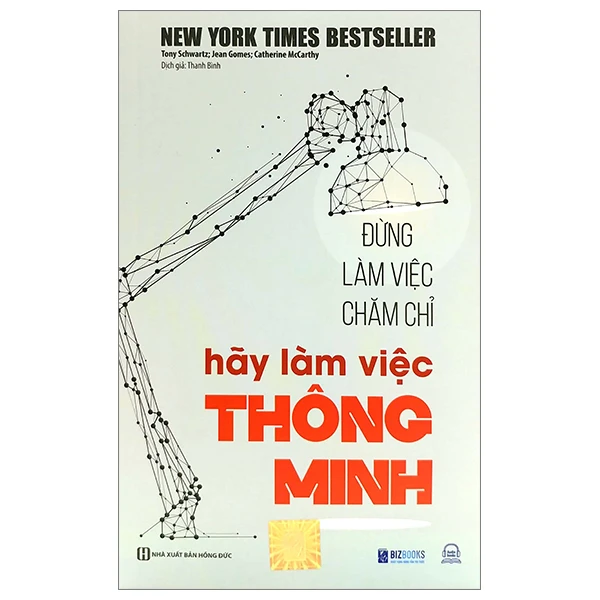 NEW YORK TIMES BESTSELLER
Tony Schwartz; Jean Gomes; Catherine McCarthy
Dịch giả: Thanh Bình
ĐỪNG
LÀM VIỆC
CHĂM CHỈ
hãy làm việc
THÔNG
MINH
NHÀ XUẤT BẢN HỒNG ĐỨC
BIZBOOKS